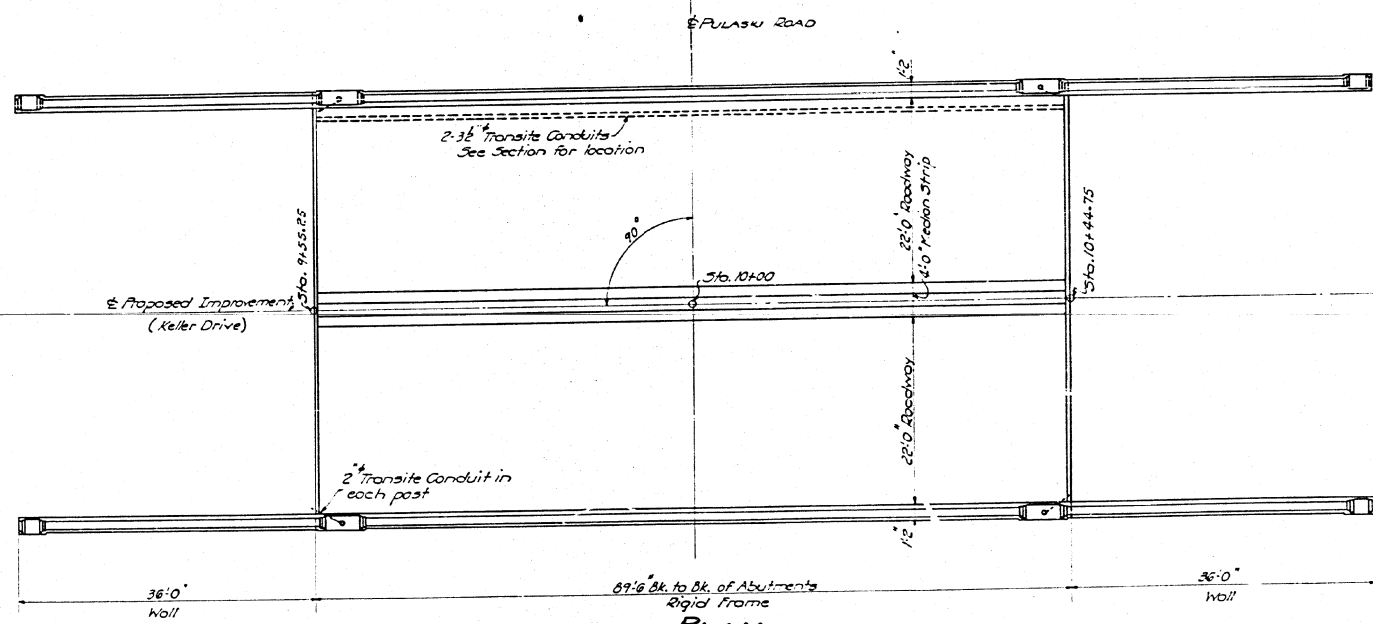 ℄ PULASKI ROAD
1'-2"
2-3½"ϕ Transite Conduits
See Section for location
22'-0" Roadway
4'-0" Median Strip
90°
Sta. 9+55.25
Sta. 10+44.75
Sta. 10+00
℄ Proposed Improvement
(Keller Drive)
22'-0" Roadway
2"ϕ Transite Conduit in
each post
1'-2"
36'-0"
Wall
89'-6" Bk. to Bk. of Abutments
Rigid Frame
36'-0"
Wall